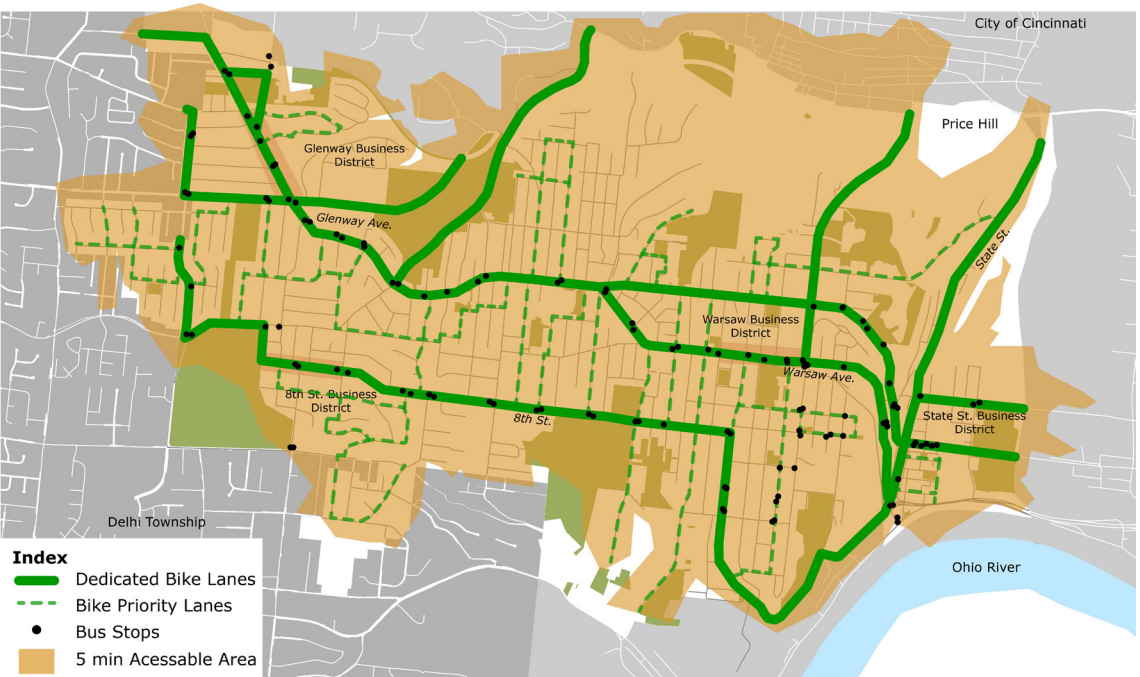 City of Cincinnati
Price Hill
Glenway Business
District
Glenway Ave.
State St.
Warsaw Business
District
Warsaw Ave.
8th St. Business
District
8th St.
State St. Business
District
Delhi Township
Ohio River
Index
Dedicated Bike Lanes
Bike Priority Lanes
Bus Stops
5 min Acessable Area